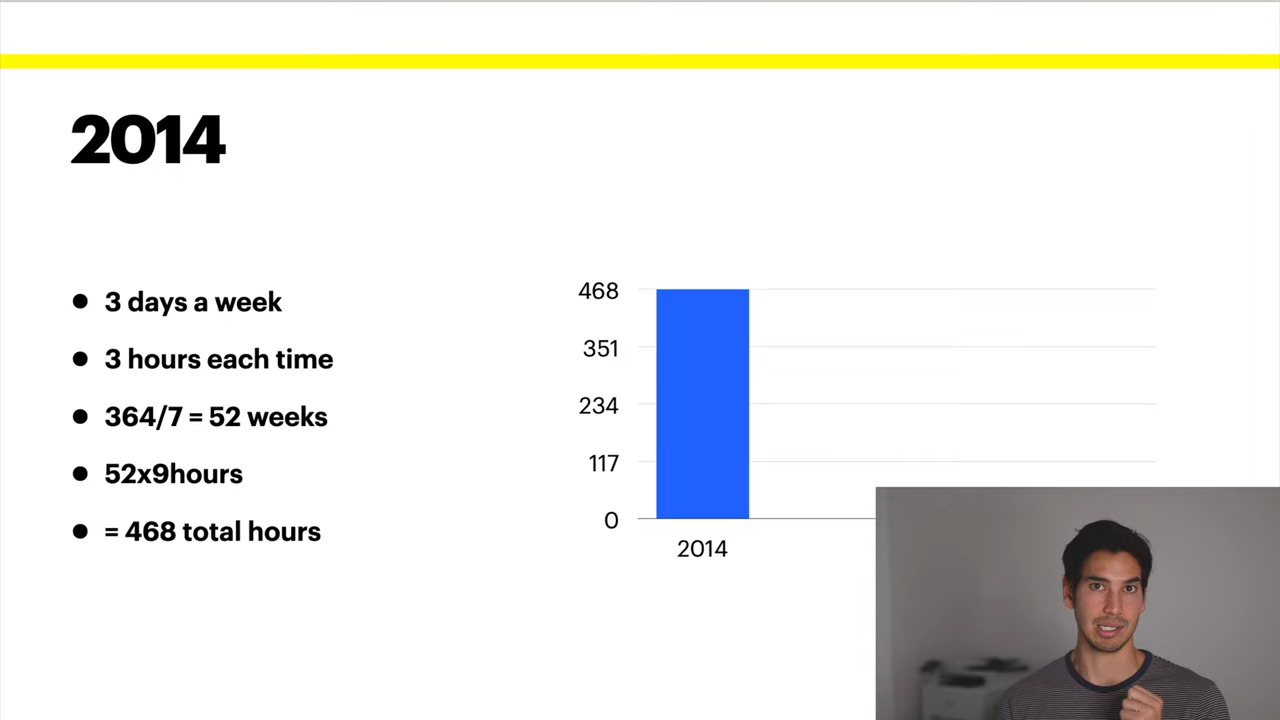 2014
3 days a week
3 hours each time
364/7 = 52 weeks
52x9hours
= 468 total hours
468
351
234
117
0
2014